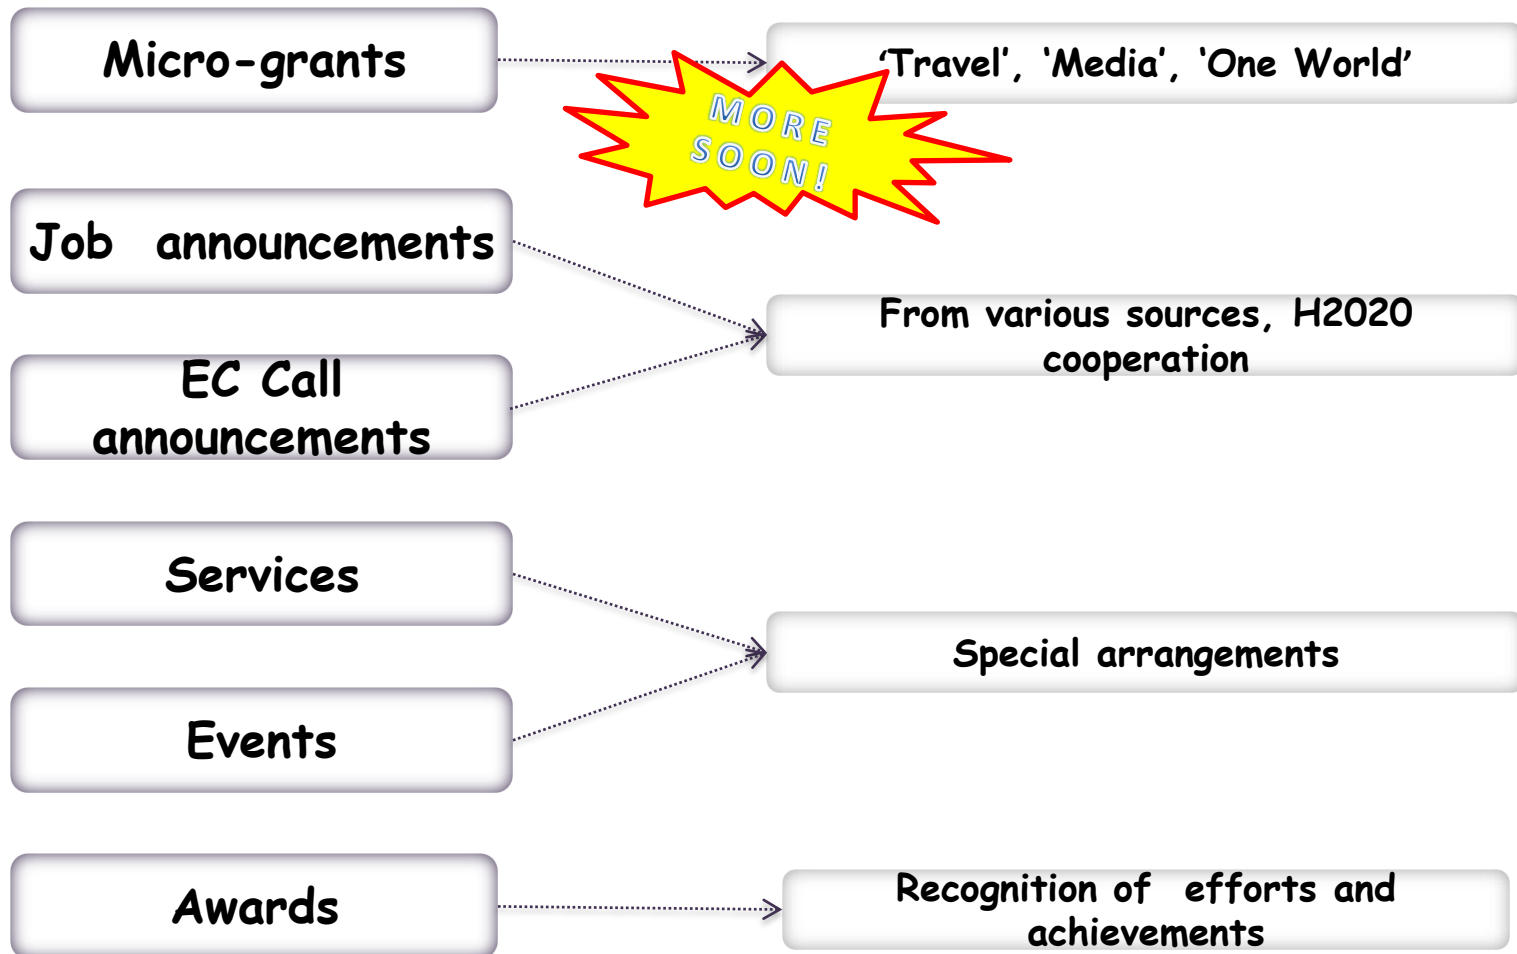 Micro-grants
‘Travel’, ‘Media’, ‘One World’
MORE
SOON!
Job announcements
From various sources, H2020
cooperation
EC Call
announcements
Services
Special arrangements
Events
Awards
Recognition of efforts and
achievements